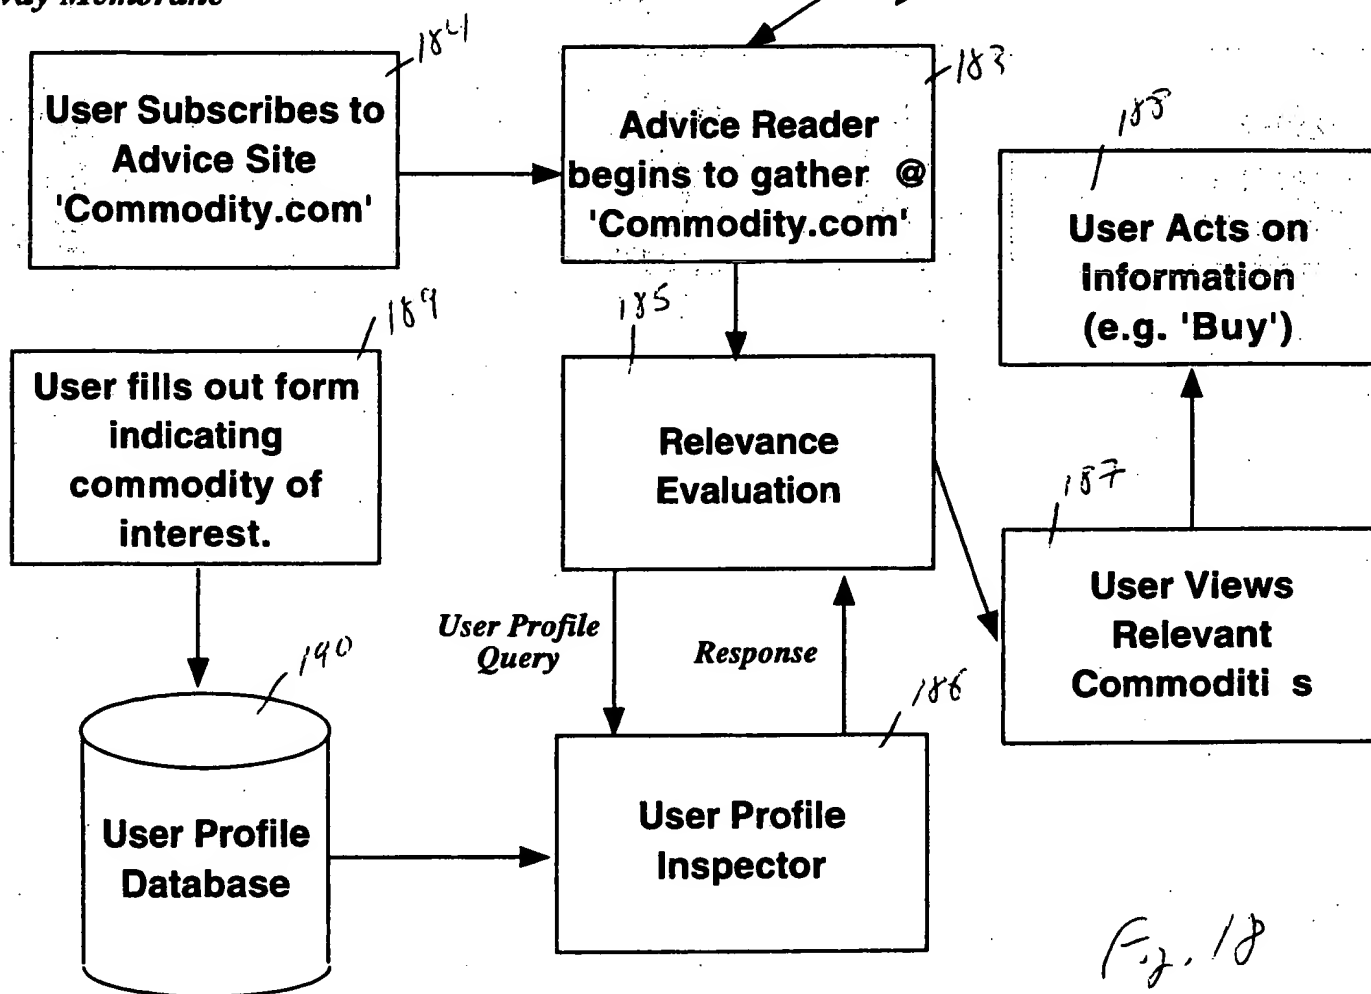 184
User Subscribes to
Advice Site
'Commodity.com'
183
Advice Reader
begins to gather @
'Commodity.com'
188
User Acts on
Information
(e.g. 'Buy')
189
User fills out form
indicating
commodity of
interest.
185
Relevance
Evaluation
187
User Views
Relevant
Commoditi s
User Profile
Query
Response
190
User Profile
Database
186
User Profile
Inspector
Fig. 18